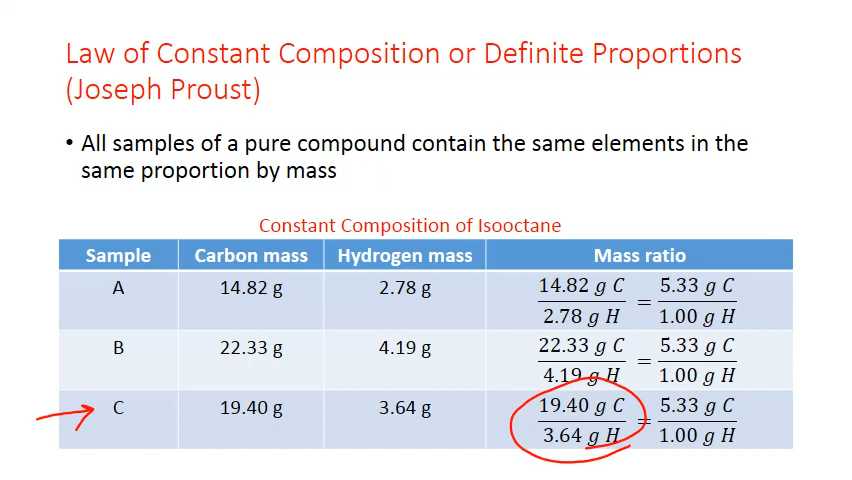 Law of Constant Composition or Definite Proportions
(Joseph Proust)
• All samples of a pure compound contain the same elements in the
same proportion by mass
Constant Composition of Isooctane
Sample Carbon mass Hydrogen mass Mass ratio
A 14.82 g 2.78 g 14.82 g C / 2.78 g H = 5.33 g C / 1.00 g H
B 22.33 g 4.19 g 22.33 g C / 4.19 g H = 5.33 g C / 1.00 g H
C 19.40 g 3.64 g 19.40 g C / 3.64 g H = 5.33 g C / 1.00 g H